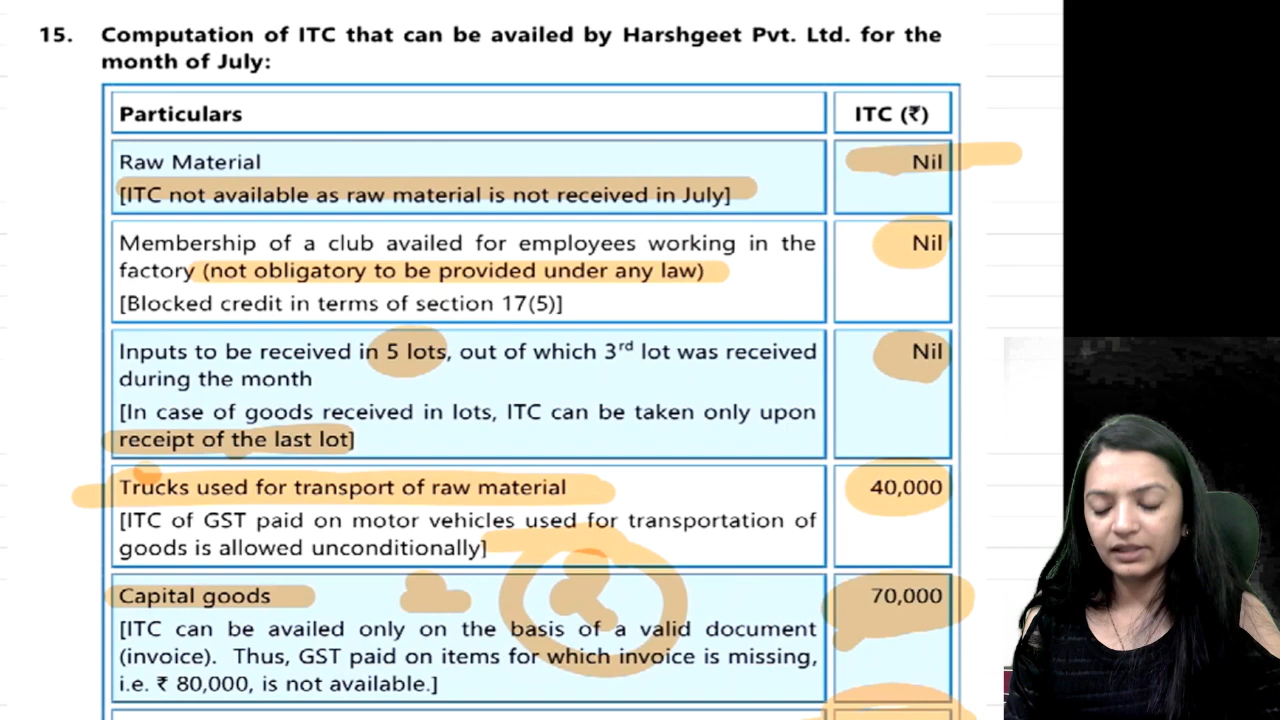 15. Computation of ITC that can be availed by Harshgeet Pvt. Ltd. for the
month of July:
Particulars ITC (₹)
Raw Material Nil
[ITC not available as raw material is not received in July]
Membership of a club availed for employees working in the Nil
factory (not obligatory to be provided under any law)
[Blocked credit in terms of section 17(5)]
Inputs to be received in 5 lots, out of which 3rd lot was received Nil
during the month
[In case of goods received in lots, ITC can be taken only upon
receipt of the last lot]
Trucks used for transport of raw material 40,000
[ITC of GST paid on motor vehicles used for transportation of
goods is allowed unconditionally]
Capital goods 70,000
[ITC can be availed only on the basis of a valid document
(invoice). Thus, GST paid on items for which invoice is missing,
i.e. ₹ 80,000, is not available.]